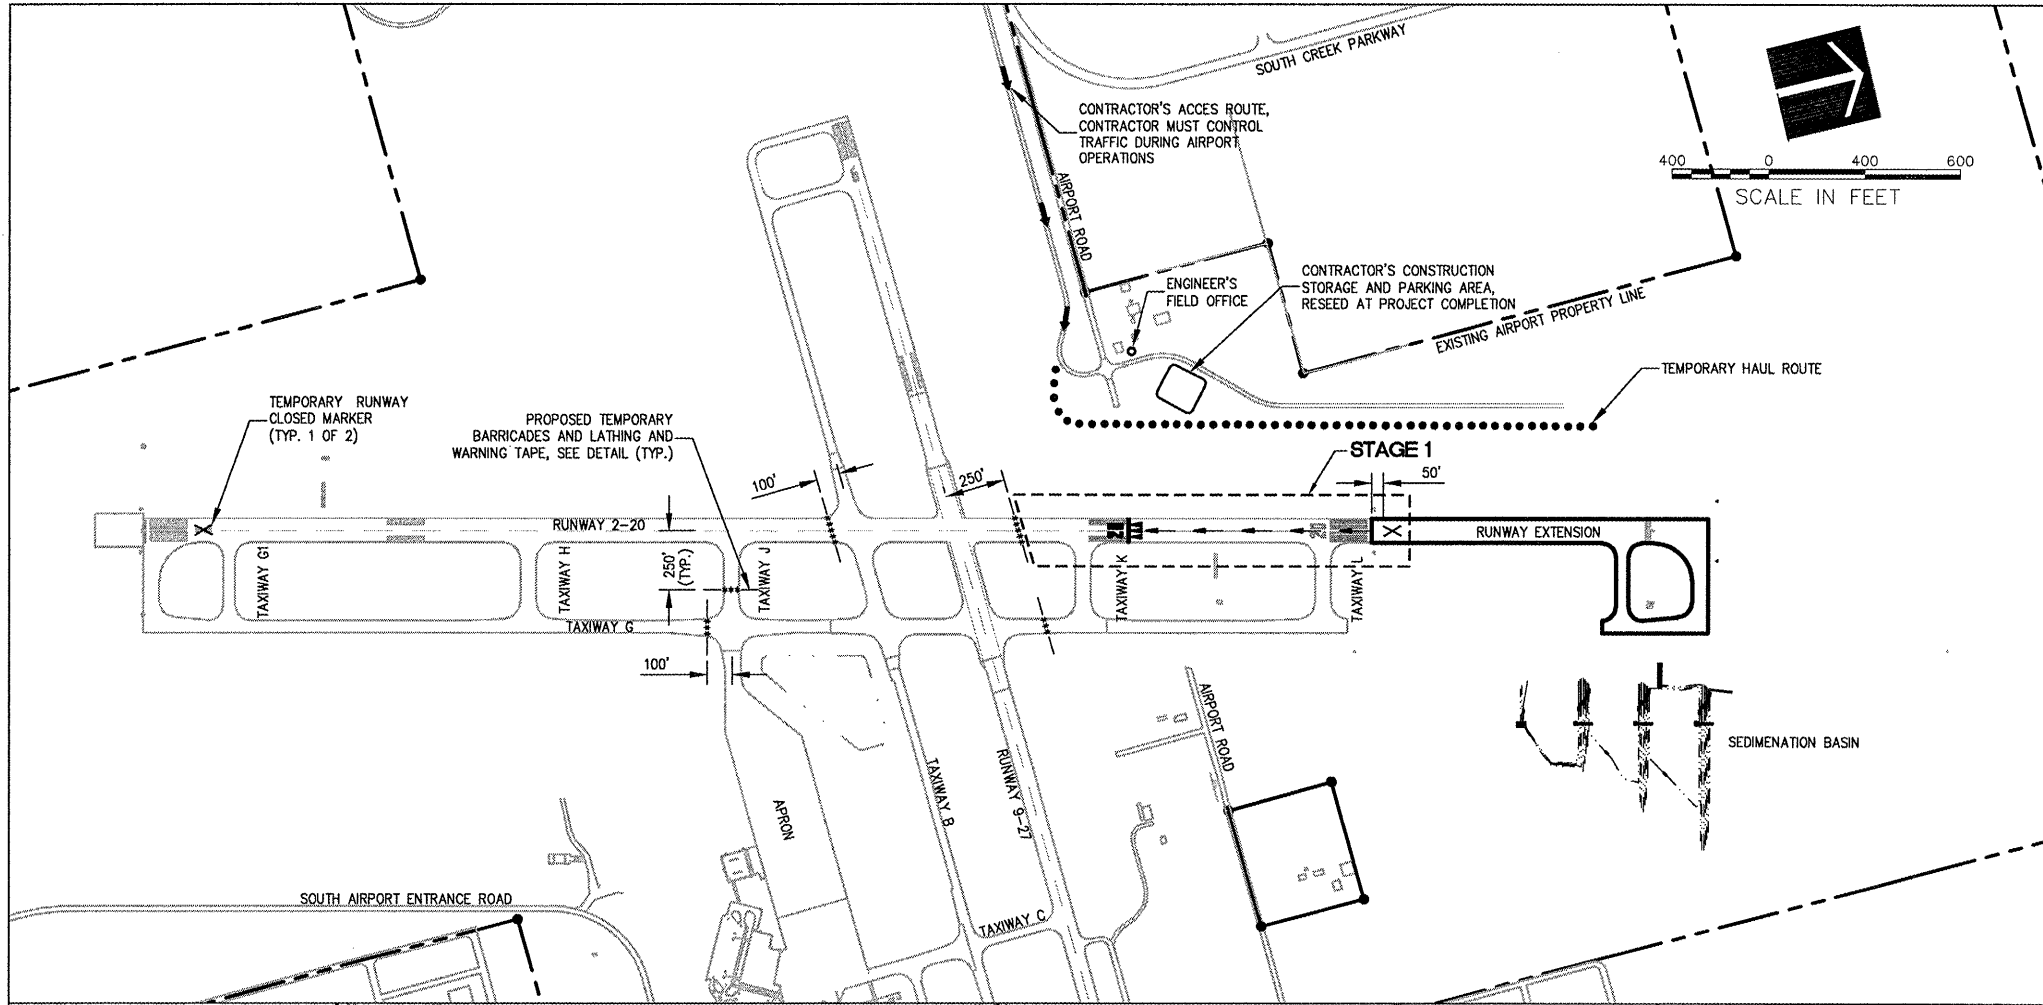 SOUTH CREEK PARKWAY
CONTRACTOR'S ACCES ROUTE,
CONTRACTOR MUST CONTROL
TRAFFIC DURING AIRPORT
OPERATIONS
400 0 400 600
SCALE IN FEET
AIRPORT ROAD
9
ENGINEER'S
FIELD OFFICE
CONTRACTOR'S CONSTRUCTION
STORAGE AND PARKING AREA,
RESEED AT PROJECT COMPLETION
EXISTING AIRPORT PROPERTY LINE
TEMPORARY HAUL ROUTE
TEMPORARY RUNWAY
CLOSED MARKER
(TYP. 1 OF 2)
PROPOSED TEMPORARY
BARRICADES AND LATHING AND
WARNING TAPE, SEE DETAIL (TYP.)
STAGE 1
100'
250'
50'
RUNWAY 2-20
20
20
RUNWAY EXTENSION
TAXIWAY G1
TAXIWAY H
250'
(TYP.)
TAXIWAY J
TAXIWAY K
TAXIWAY L
TAXIWAY G
100'
AIRPORT ROAD
SEDIMENATION BASIN
APRON
TAXIWAY B
RUNWAY 9-27
SOUTH AIRPORT ENTRANCE ROAD
TAXIWAY C